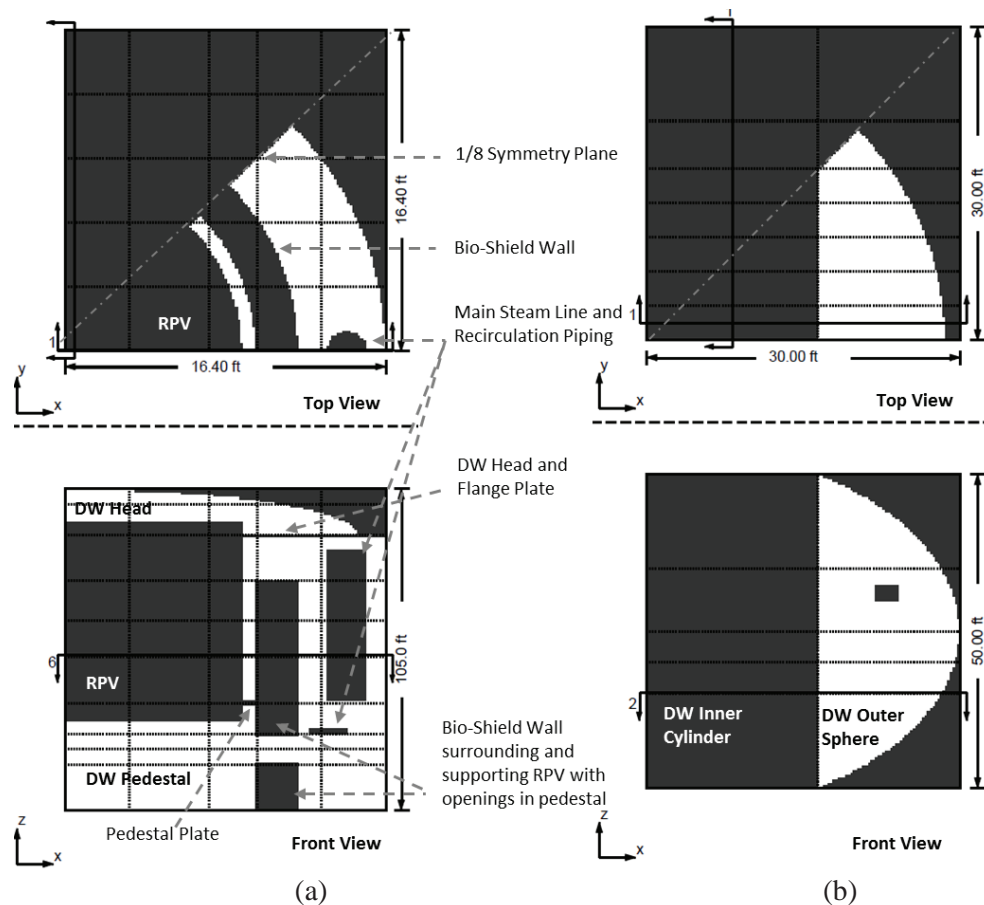 1/8 Symmetry Plane
16.40 ft
Bio-Shield Wall
RPV
Main Steam Line and
Recirculation Piping
1
1
16.40 ft
y
x
Top View
1
30.00 ft
1
1
30.00 ft
y
x
Top View
DW Head and
Flange Plate
DW Head
105.0 ft
6
6
RPV
Bio-Shield Wall
surrounding and
supporting RPV with
openings in pedestal
DW Pedestal
Pedestal Plate
z
x
Front View
50.00 ft
2
2
DW Inner
Cylinder
DW Outer
Sphere
z
x
Front View
(a)
(b)